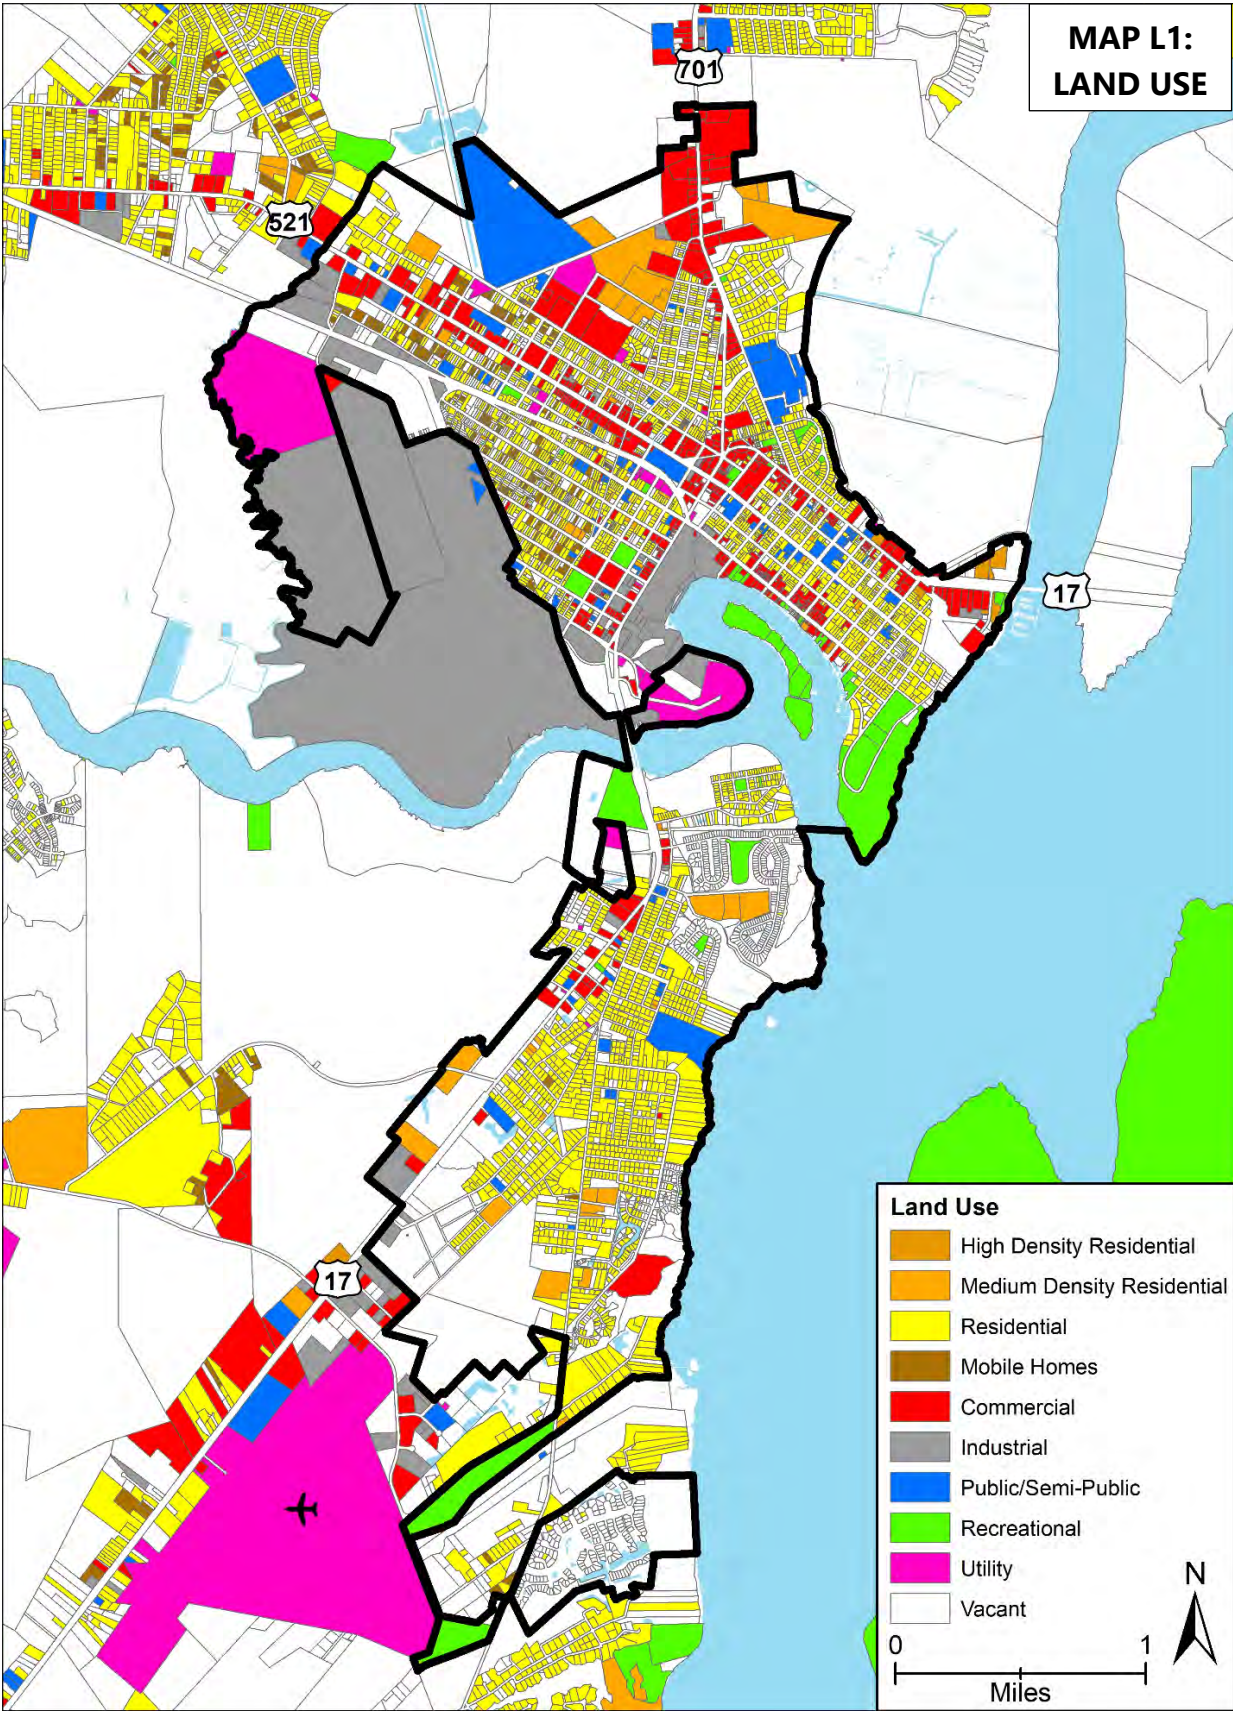 MAP L1:
LAND USE
701
521
17
17
Land Use
High Density Residential
Medium Density Residential
Residential
Mobile Homes
Commercial
Industrial
Public/Semi-Public
Recreational
Utility
Vacant
N
0 1
Miles